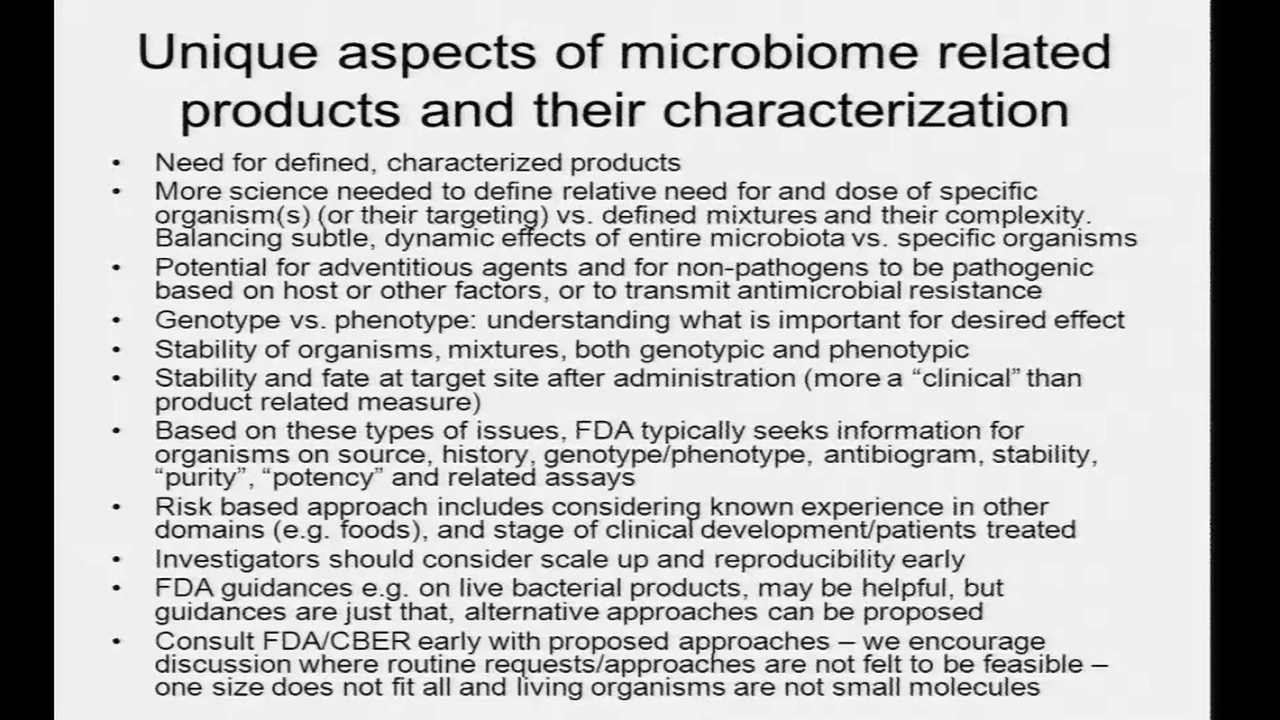 Unique aspects of microbiome related
products and their characterization
• Need for defined, characterized products
• More science needed to define relative need for and dose of specific
organism(s) (or their targeting) vs. defined mixtures and their complexity.
Balancing subtle, dynamic effects of entire microbiota vs. specific organisms
• Potential for adventitious agents and for non-pathogens to be pathogenic
based on host or other factors, or to transmit antimicrobial resistance
• Genotype vs. phenotype: understanding what is important for desired effect
• Stability of organisms, mixtures, both genotypic and phenotypic
• Stability and fate at target site after administration (more a “clinical” than
product related measure)
• Based on these types of issues, FDA typically seeks information for
organisms on source, history, genotype/phenotype, antibiogram, stability,
“purity”, “potency” and related assays
• Risk based approach includes considering known experience in other
domains (e.g. foods), and stage of clinical development/patients treated
• Investigators should consider scale up and reproducibility early
• FDA guidances e.g. on live bacterial products, may be helpful, but
guidances are just that, alternative approaches can be proposed
• Consult FDA/CBER early with proposed approaches – we encourage
discussion where routine requests/approaches are not felt to be feasible –
one size does not fit all and living organisms are not small molecules